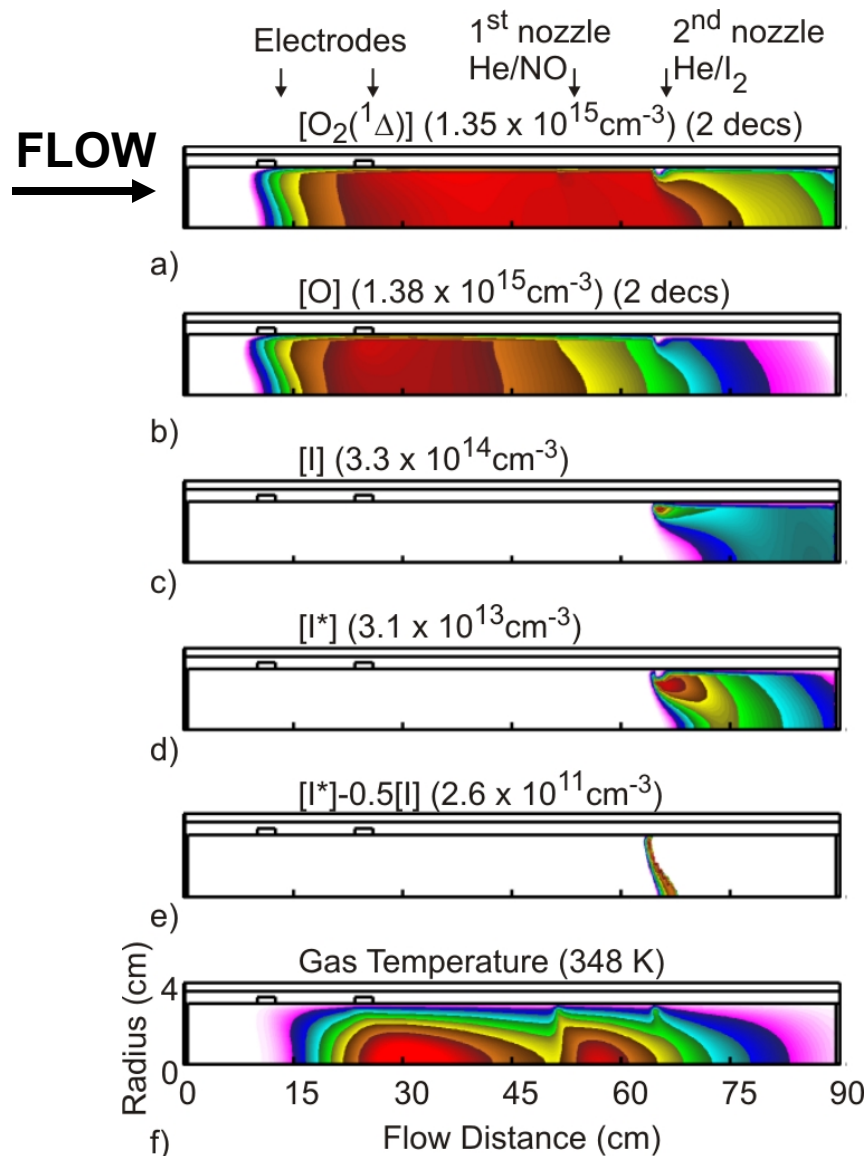 Electrodes
1st nozzle
He/NO
2nd nozzle
He/I2
[O2(1Δ)] (1.35 x 10^15cm-3) (2 decs)
FLOW
a)
[O] (1.38 x 10^15cm-3) (2 decs)
b)
[I] (3.3 x 10^14cm-3)
c)
[I*] (3.1 x 10^13cm-3)
d)
[I*]-0.5[I] (2.6 x 10^11cm-3)
e)
Gas Temperature (348 K)
Radius (cm)
4
0
0 15 30 45 60 75 90
Flow Distance (cm)
f)